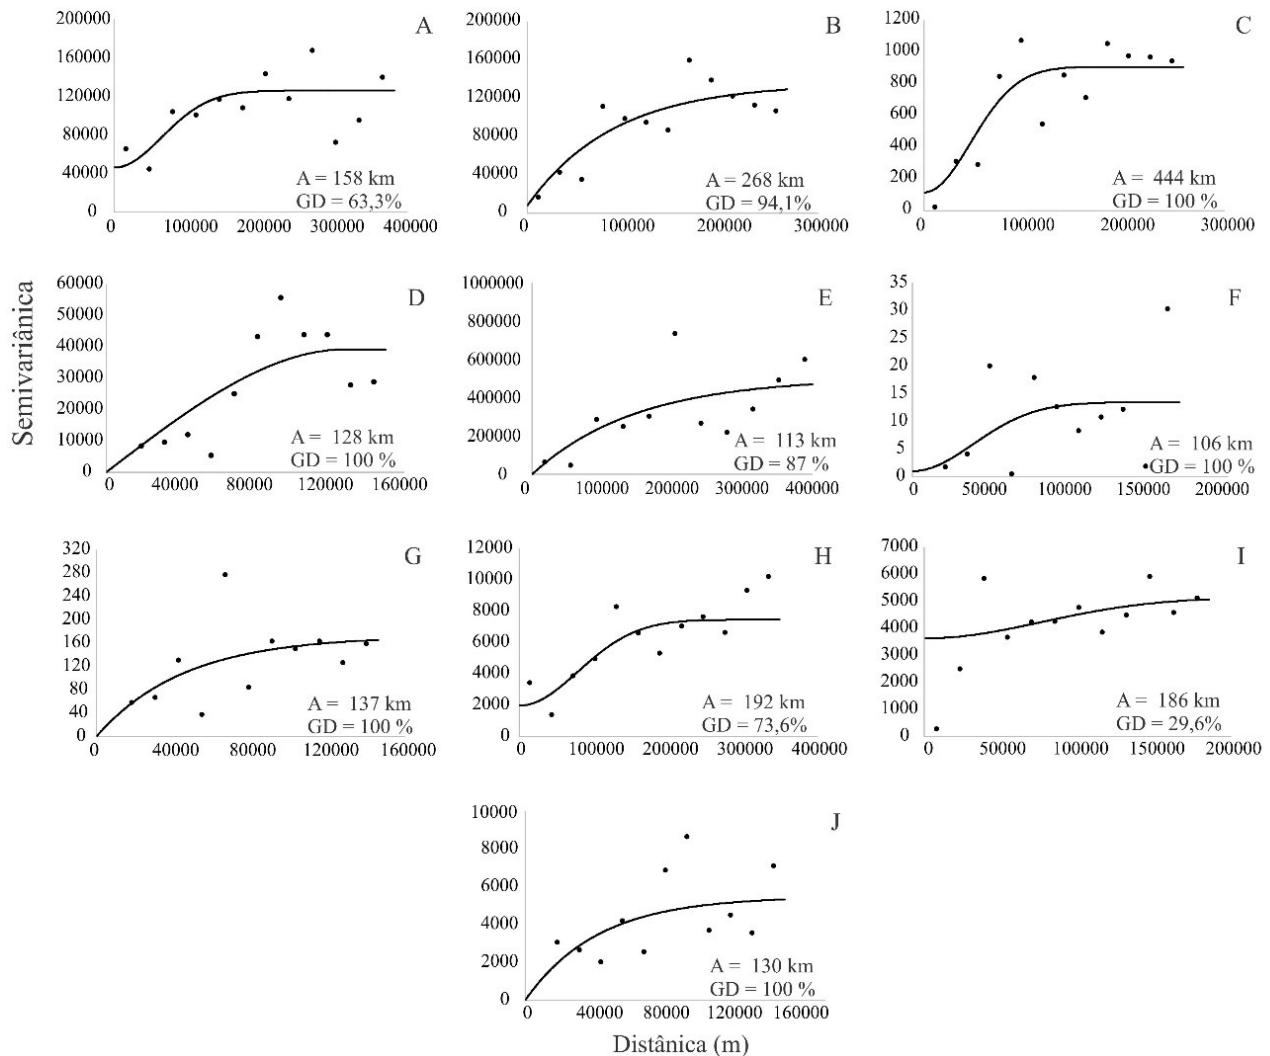 Semivariânica
A
200000
160000
120000
80000
40000
0
0 100000 200000 300000 400000
A = 158 km
GD = 63,3%
B
200000
160000
120000
80000
40000
0
0 100000 200000 300000
A = 268 km
GD = 94,1%
C
1200
1000
800
600
400
200
0
0 100000 200000 300000
A = 444 km
GD = 100 %
D
60000
50000
40000
30000
20000
10000
0
0 40000 80000 120000 160000
A = 128 km
GD = 100 %
E
1000000
800000
600000
400000
200000
0
0 100000 200000 300000 400000
A = 113 km
GD = 87 %
F
35
30
25
20
15
10
5
0
0 50000 100000 150000 200000
A = 106 km
GD = 100 %
G
320
280
240
200
160
120
80
40
0
0 40000 80000 120000 160000
A = 137 km
GD = 100 %
H
12000
10000
8000
6000
4000
2000
0
0 100000 200000 300000 400000
A = 192 km
GD = 73,6%
I
7000
6000
5000
4000
3000
2000
1000
0
0 50000 100000 150000 200000
A = 186 km
GD = 29,6%
J
10000
8000
6000
4000
2000
0
0 40000 80000 120000 160000
A = 130 km
GD = 100 %
Distânica (m)